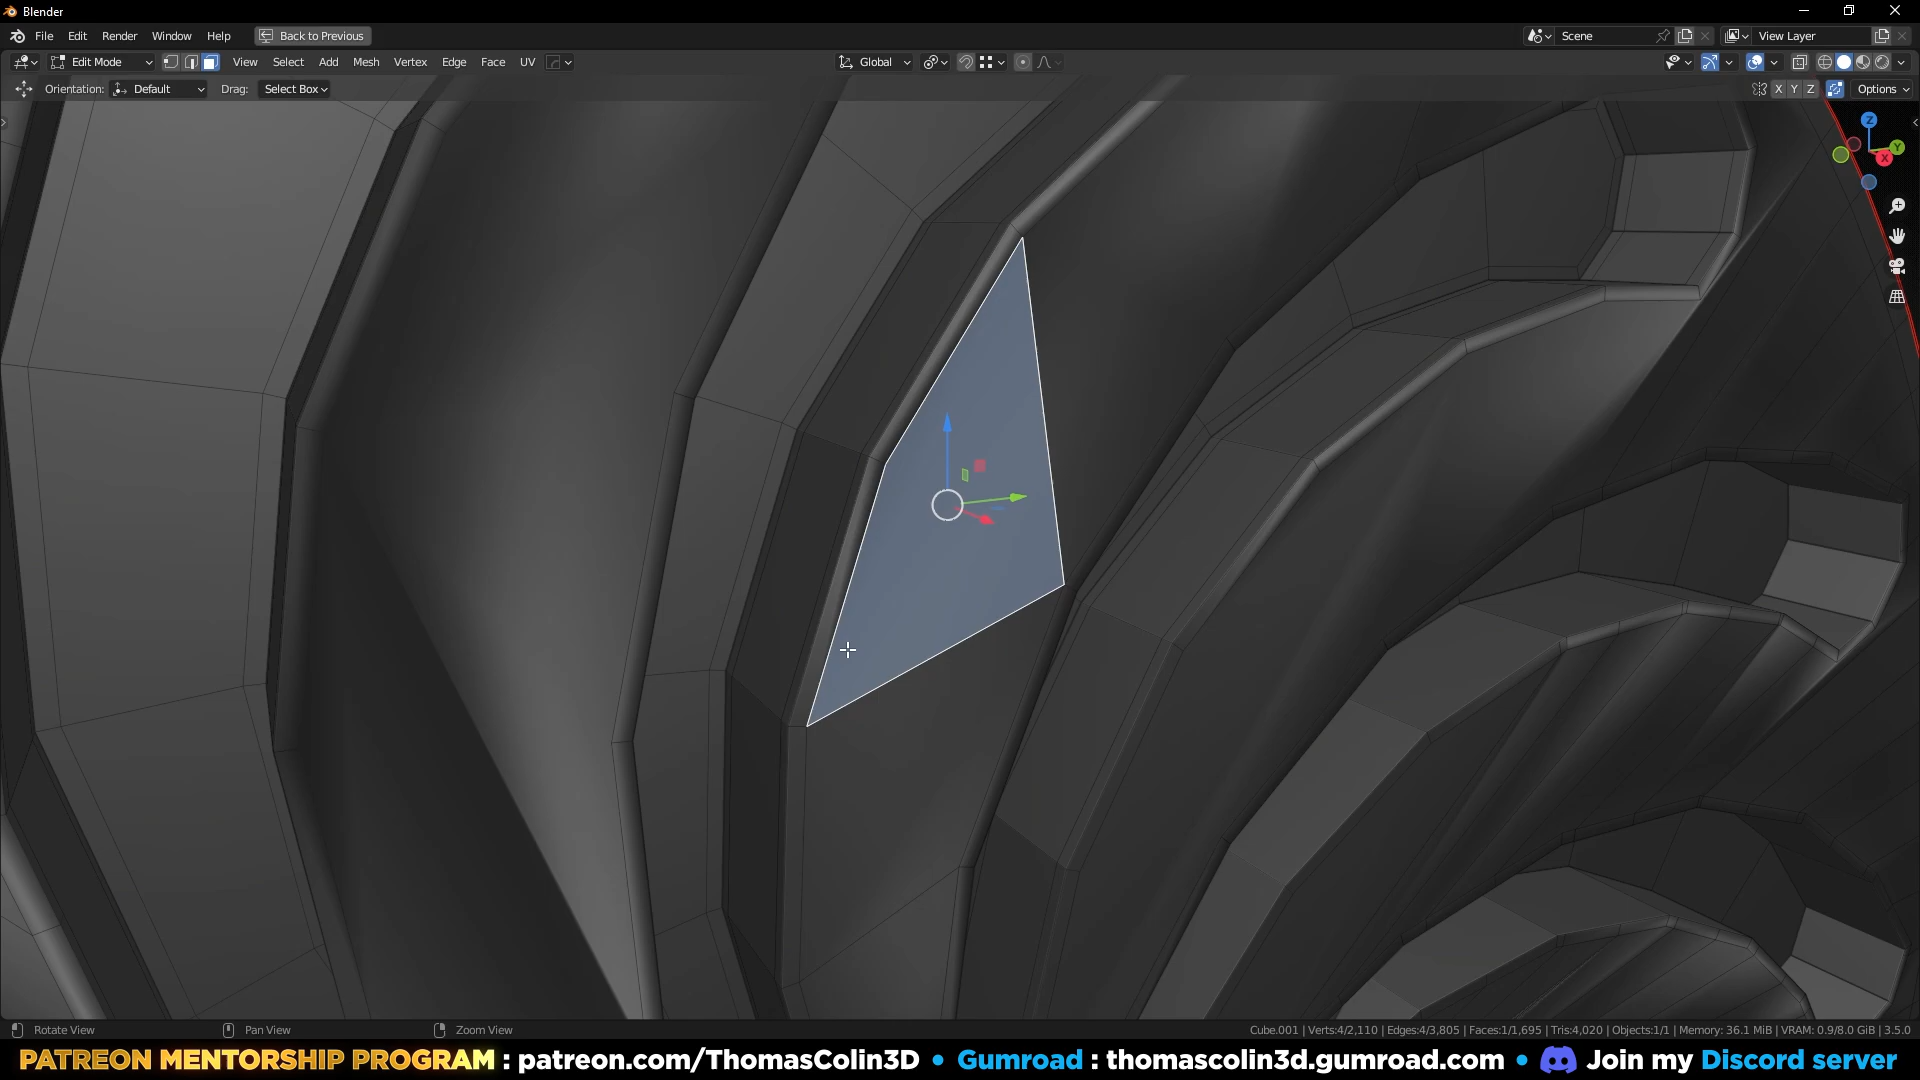 Blender
File Edit Render Window Help Back to Previous Scene View Layer
Edit Mode View Select Add Mesh Vertex Edge Face UV Global
Orientation: Default Drag: Select Box X Y Z Options
Z
Y
X
Rotate View Pan View Zoom View Cube.001 | Verts:4/2,110 | Edges:4/3,805 | Faces:1/1,695 | Tris:4,020 | Objects:1/1 | Memory: 36.1 MiB | VRAM: 0.9/8.0 GiB | 3.5.0
PATREON MENTORSHIP PROGRAM : patreon.com/ThomasColin3D • Gumroad : thomascolin3d.gumroad.com • Join my Discord server